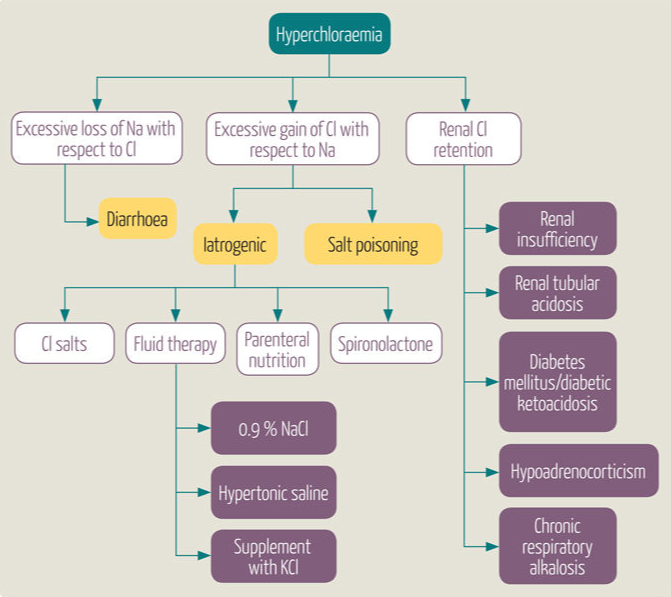 Hyperchloraemia
Excessive loss of Na with
respect to Cl
Excessive gain of Cl with
respect to Na
Renal Cl
retention
Diarrhoea
Iatrogenic
Salt poisoning
Cl salts
Fluid therapy
Parenteral
nutrition
Spironolactone
0.9 % NaCl
Hypertonic saline
Supplement
with KCl
Renal
insufficiency
Renal tubular
acidosis
Diabetes
mellitus/diabetic
ketoacidosis
Hypoadrenocorticism
Chronic
respiratory
alkalosis